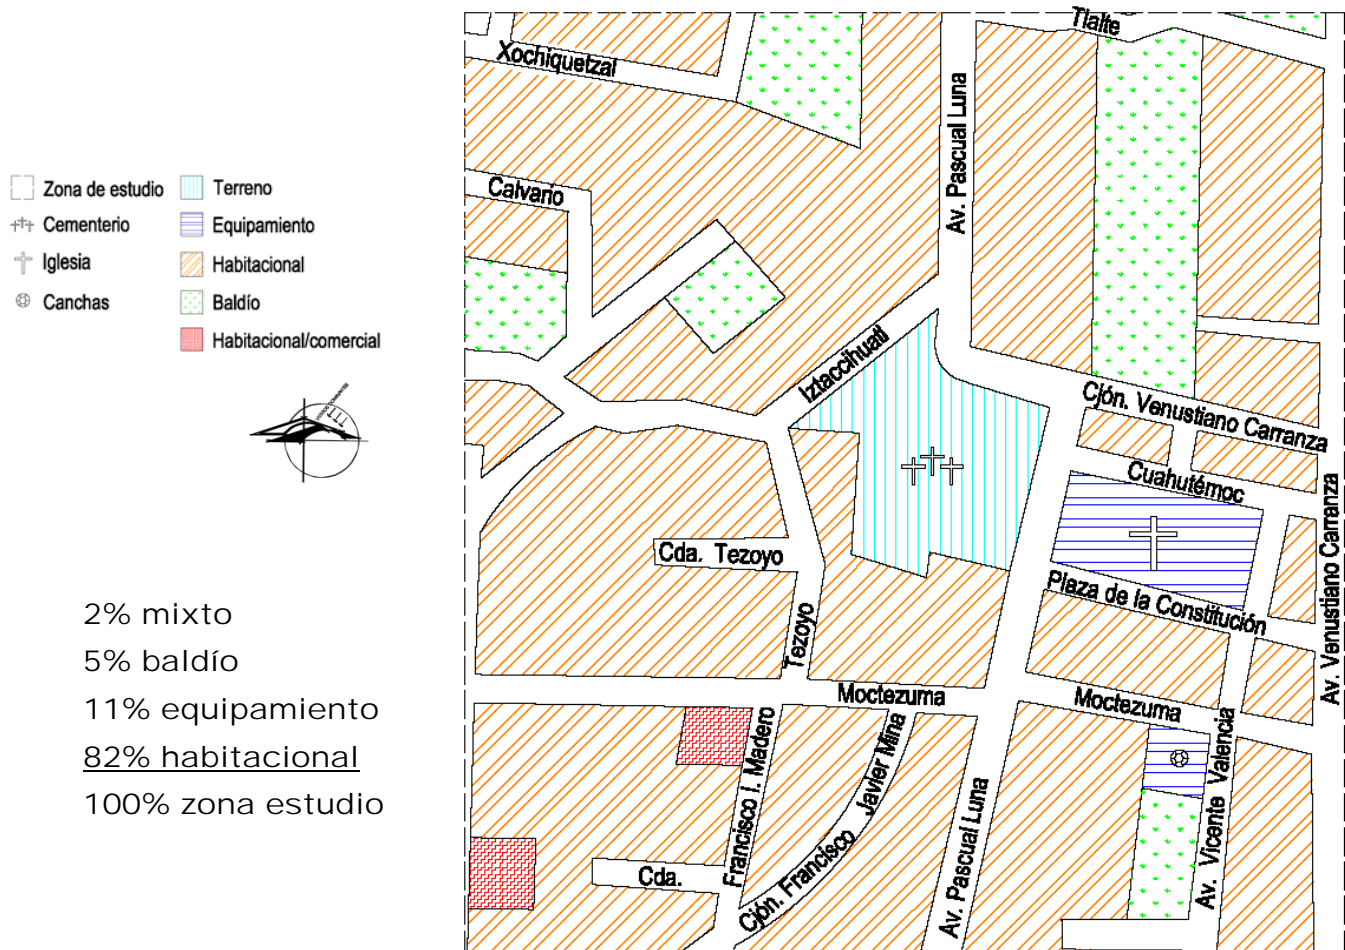 Zona de estudio
Cementerio
Iglesia
Canchas
Terreno
Equipamiento
Habitacional
Baldío
Habitacional/comercial
2% mixto
5% baldío
11% equipamiento
82% habitacional
100% zona estudio
Tlalte
Xochiquetzal
Av. Pascual Luna
Calvario
Iztaccihuatl
Cjón. Venustiano Carranza
Cuahutémoc
Av. Venustiano Carranza
Cda. Tezoyo
Plaza de la Constitución
Tezoyo
Moctezuma
Moctezuma
Francisco I. Madero
Cjón. Francisco Javier Mina
Av. Pascual Luna
Av. Vicente Valencia
Cda.